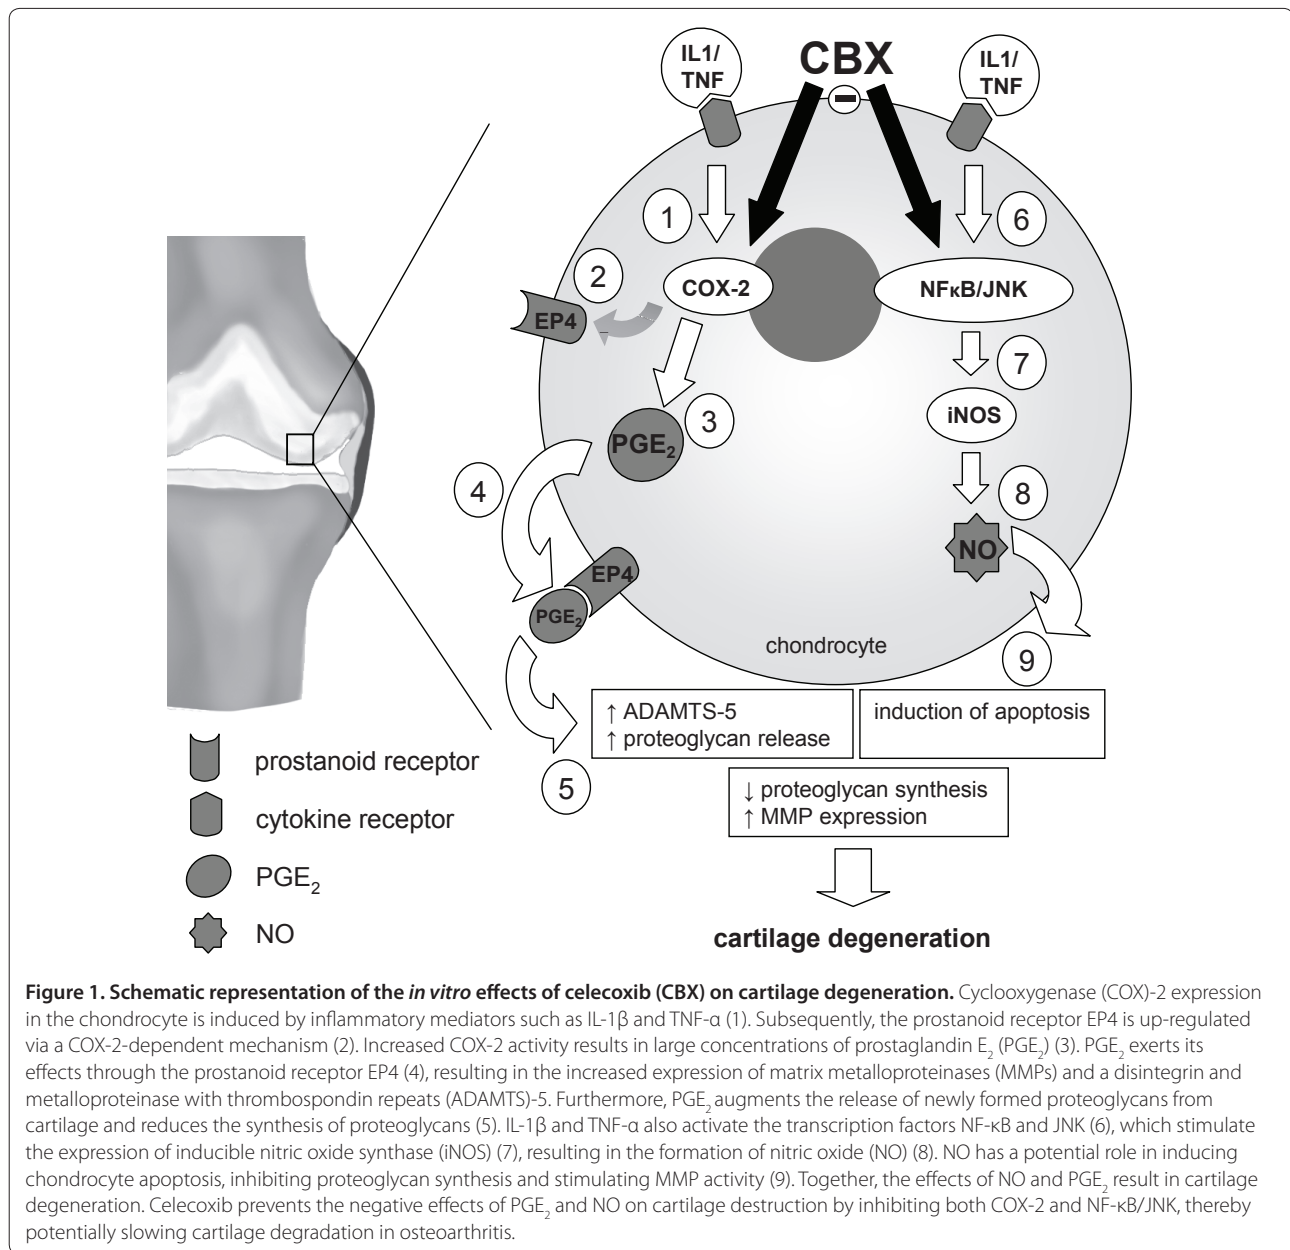 IL1/
TNF
CBX
IL1/
TNF
1
6
2
COX-2
NFκB/JNK
EP4
7
3
iNOS
PGE₂
4
8
NO
EP4
PGE₂
chondrocyte
9
↑ ADAMTS-5
↑ proteoglycan release
induction of apoptosis
5
↓ proteoglycan synthesis
↑ MMP expression
cartilage degeneration
prostanoid receptor
cytokine receptor
PGE₂
NO
Figure 1. Schematic representation of the in vitro effects of celecoxib (CBX) on cartilage degeneration. Cyclooxygenase (COX)-2 expression
in the chondrocyte is induced by inflammatory mediators such as IL-1β and TNF-α (1). Subsequently, the prostanoid receptor EP4 is up-regulated
via a COX-2-dependent mechanism (2). Increased COX-2 activity results in large concentrations of prostaglandin E₂ (PGE₂) (3). PGE₂ exerts its
effects through the prostanoid receptor EP4 (4), resulting in the increased expression of matrix metalloproteinases (MMPs) and a disintegrin and
metalloproteinase with thrombospondin repeats (ADAMTS)-5. Furthermore, PGE₂ augments the release of newly formed proteoglycans from
cartilage and reduces the synthesis of proteoglycans (5). IL-1β and TNF-α also activate the transcription factors NF-κB and JNK (6), which stimulate
the expression of inducible nitric oxide synthase (iNOS) (7), resulting in the formation of nitric oxide (NO) (8). NO has a potential role in inducing
chondrocyte apoptosis, inhibiting proteoglycan synthesis and stimulating MMP activity (9). Together, the effects of NO and PGE₂ result in cartilage
degeneration. Celecoxib prevents the negative effects of PGE₂ and NO on cartilage destruction by inhibiting both COX-2 and NF-κB/JNK, thereby
potentially slowing cartilage degradation in osteoarthritis.